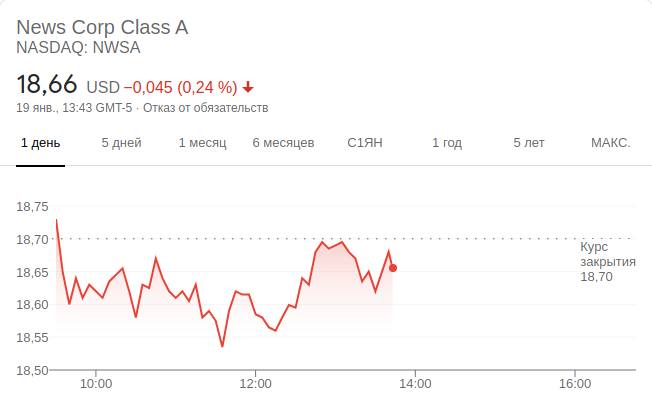 News Corp Class A
NASDAQ: NWSA
18,66 USD −0,045 (0,24 %)
19 янв., 13:43 GMT-5 · Отказ от обязательств
1 день 5 дней 1 месяц 6 месяцев С1ЯН 1 год 5 лет МАКС.
18,75
18,70
18,65
18,60
18,55
18,50
Курс
закрытия
18,70
10:00 12:00 14:00 16:00